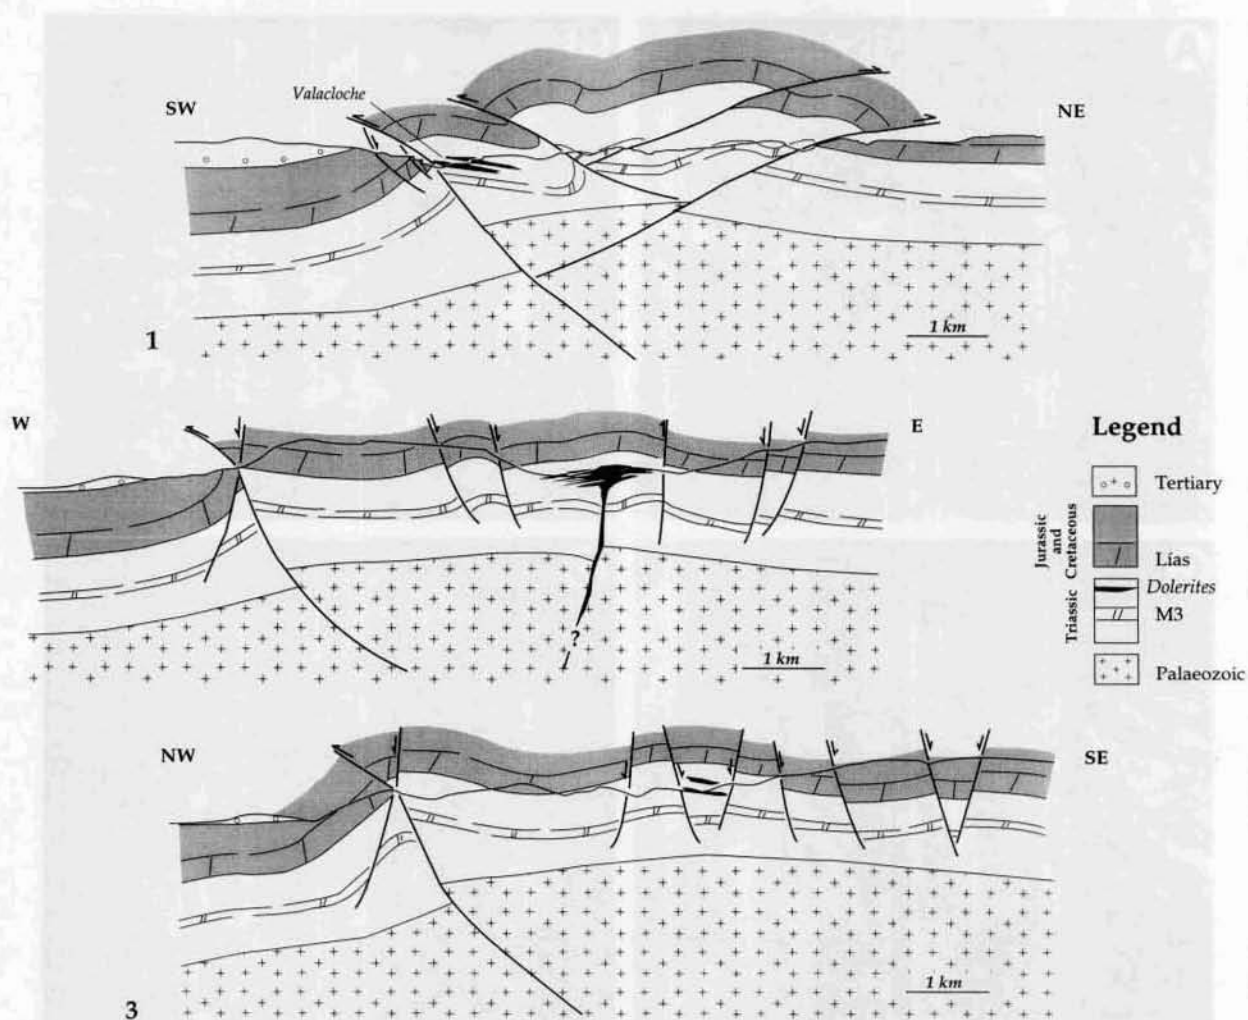 Valacloche
SW
NE
1 km
1
W
E
?
1 km
NW
SE
1 km
3
Legend
Tertiary
Jurassic and Cretaceous
Lías
Dolerites
Triassic
M3
Palaeozoic